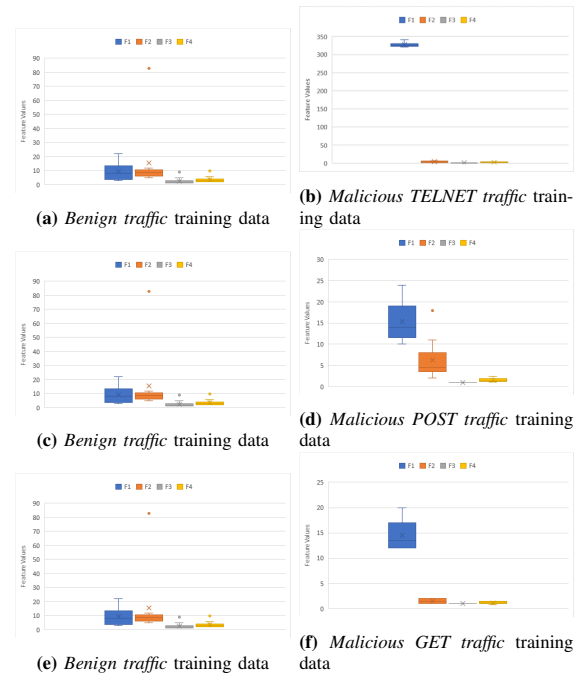 F1 F2 F3 F4
Feature Values
90
80
70
60
50
40
30
20
10
0
(a) Benign traffic training data
F1 F2 F3 F4
Feature Values
350
300
250
200
150
100
50
0
(b) Malicious TELNET traffic train-
ing data
F1 F2 F3 F4
Feature Values
90
80
70
60
50
40
30
20
10
0
(c) Benign traffic training data
F1 F2 F3 F4
Feature Values
35
30
25
20
15
10
5
0
(d) Malicious POST traffic training
data
F1 F2 F3 F4
Feature Values
90
80
70
60
50
40
30
20
10
0
(e) Benign traffic training data
F1 F2 F3 F4
Feature Values
25
20
15
10
5
0
(f) Malicious GET traffic training
data